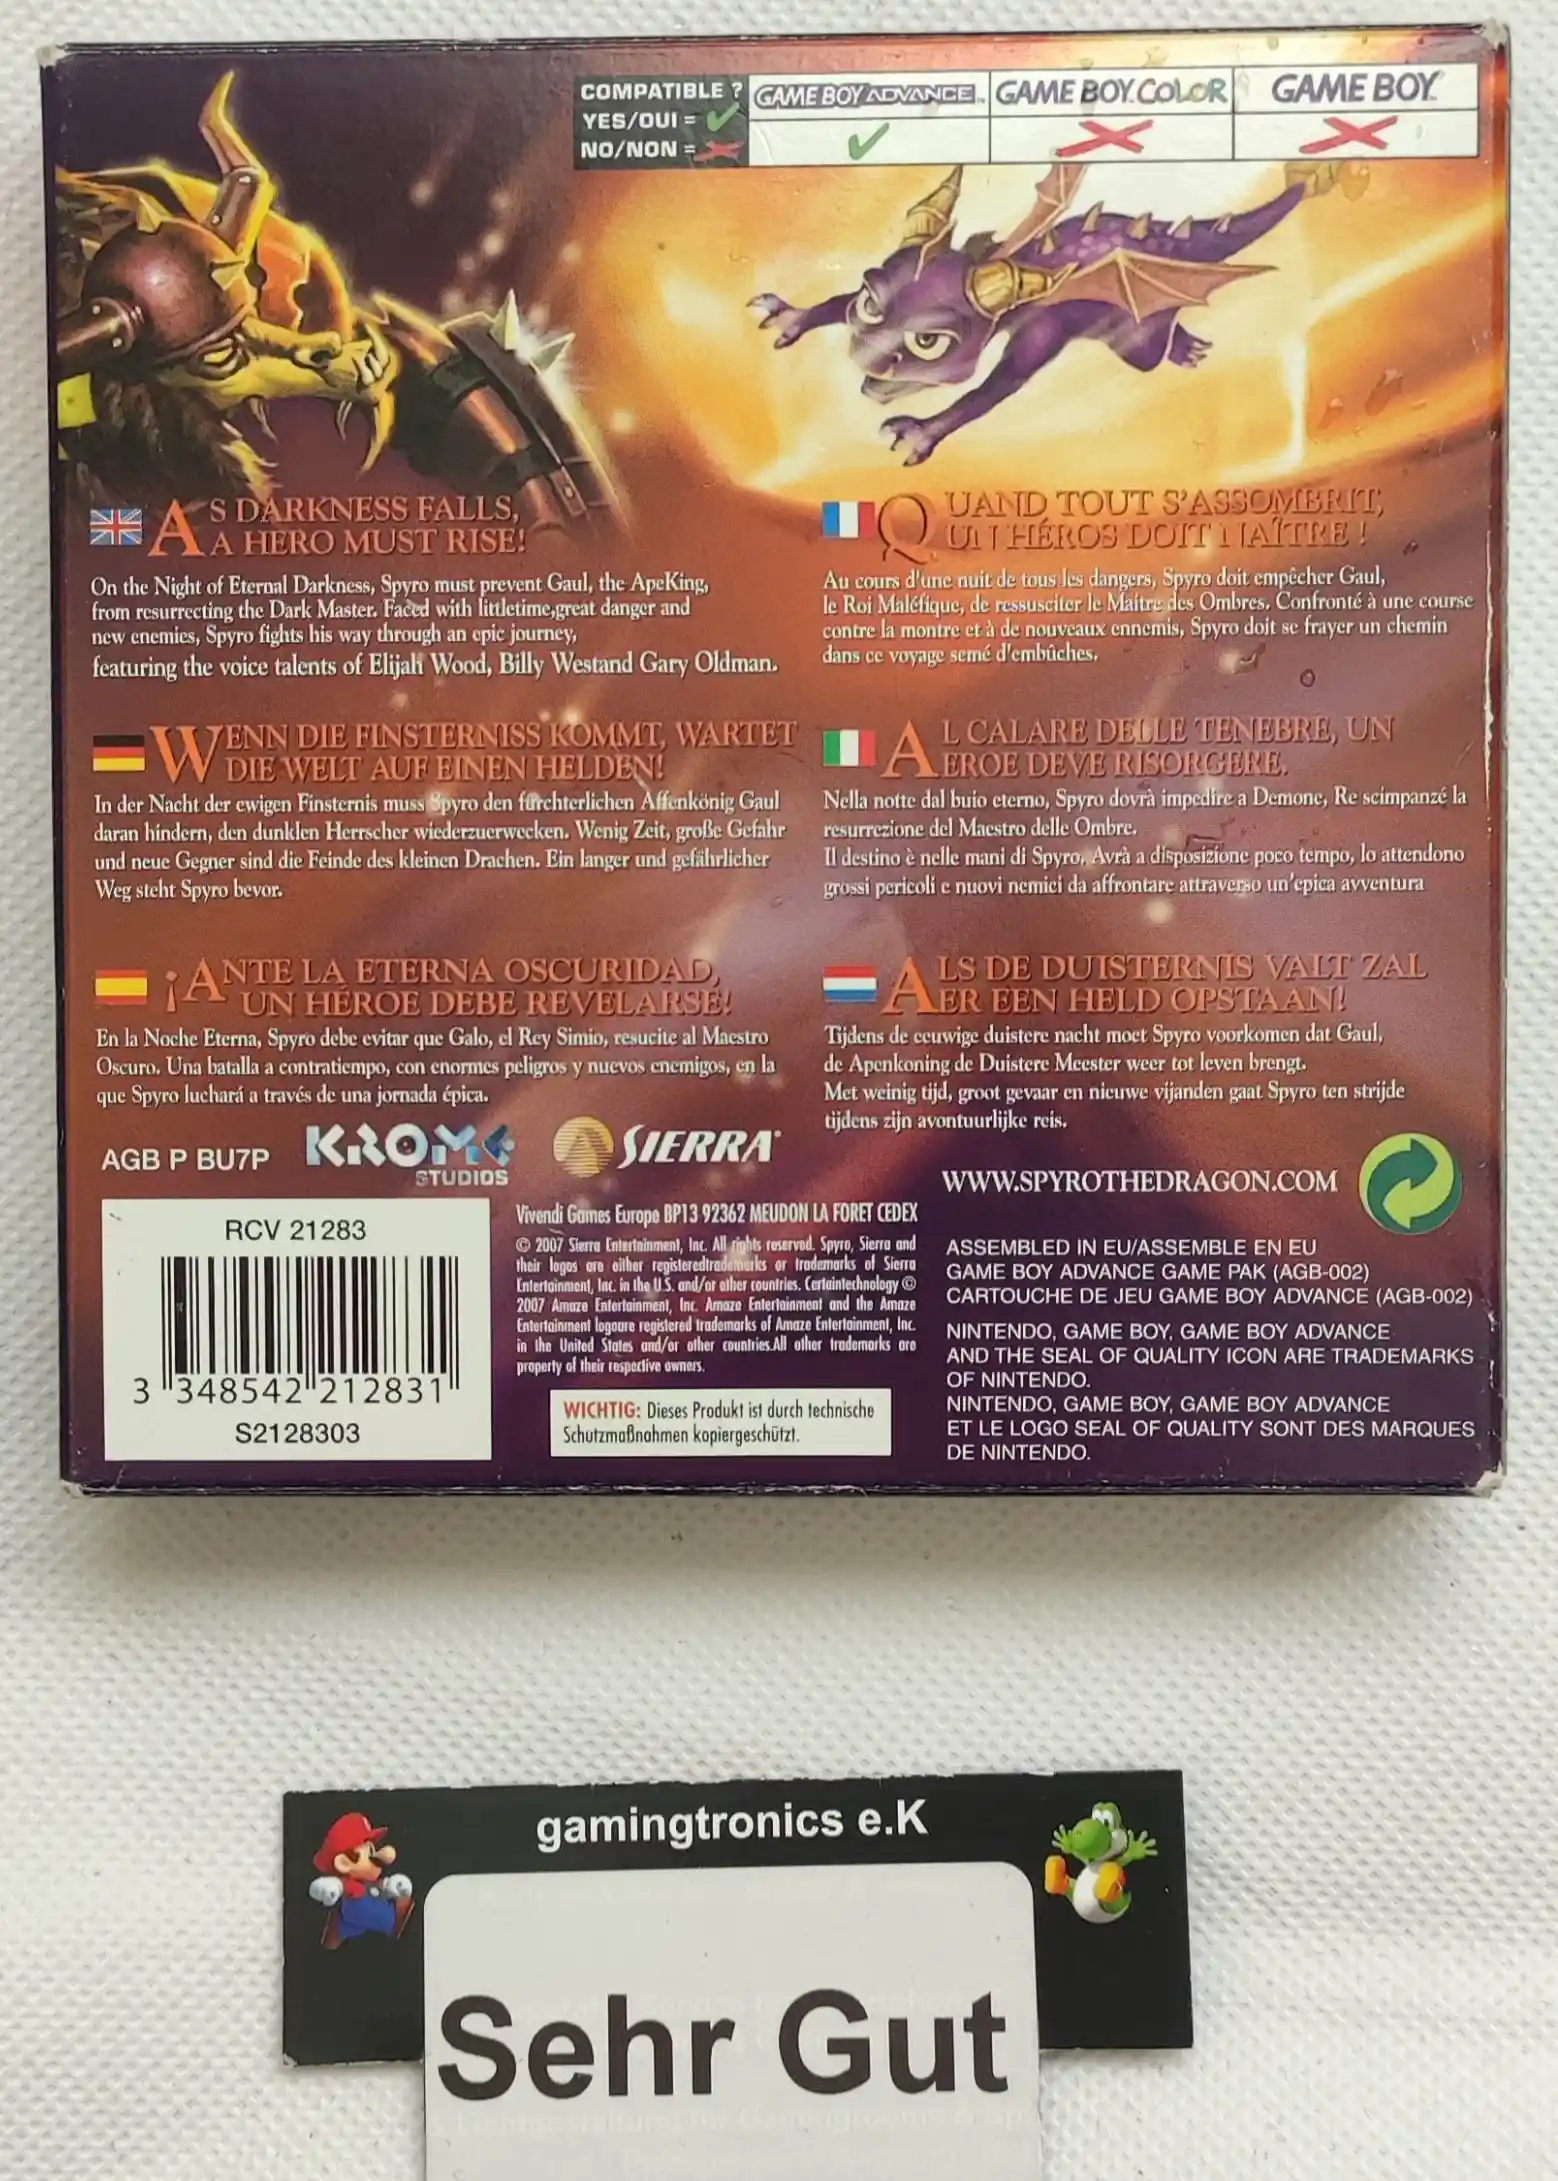 COMPATIBLE ?
YES/OUI =
NO/NON =
GAME BOY ADVANCE
GAME BOY COLOR
GAME BOY
AS DARKNESS FALLS,
A HERO MUST RISE!
On the Night of Eternal Darkness, Spyro must prevent Gaul, the ApeKing,
from resurrecting the Dark Master. Faced with littletime,great danger and
new enemies, Spyro fights his way through an epic journey,
featuring the voice talents of Elijah Wood, Billy Westand Gary Oldman.
QUAND TOUT S'ASSOMBRIT,
UN HÉROS DOIT NAÎTRE !
Au cours d'une nuit de tous les dangers, Spyro doit empêcher Gaul,
le Roi Maléfique, de ressusciter le Maître des Ombres. Confronté à une course
contre la montre et à de nouveaux ennemis, Spyro doit se frayer un chemin
dans ce voyage semé d'embûches.
WENN DIE FINSTERNISS KOMMT, WARTET
DIE WELT AUF EINEN HELDEN!
In der Nacht der ewigen Finsternis muss Spyro den fürchterlichen Affenkönig Gaul
daran hindern, den dunklen Herrscher wiederzuerwecken. Wenig Zeit, große Gefahr
und neue Gegner sind die Feinde des kleinen Drachen. Ein langer und gefährlicher
Weg steht Spyro bevor.
AL CALARE DELLE TENEBRE, UN
EROE DEVE RISORGERE.
Nella notte dal buio eterno, Spyro dovrà impedire a Demone, Re scimpanzé la
resurrezione del Maestro delle Ombre.
Il destino è nelle mani di Spyro, Avrà a disposizione poco tempo, lo attendono
grossi pericoli e nuovi nemici da affrontare attraverso un'epica avventura
¡ANTE LA ETERNA OSCURIDAD,
UN HÉROE DEBE REVELARSE!
En la Noche Eterna, Spyro debe evitar que Galo, el Rey Simio, resucite al Maestro
Oscuro. Una batalla a contratiempo, con enormes peligros y nuevos enemigos, en la
que Spyro luchará a través de una jornada épica.
ALS DE DUISTERNIS VALT ZAL
ER EEN HELD OPSTAAN!
Tijdens de eeuwige duistere nacht moet Spyro voorkomen dat Gaul,
de Apenkoning de Duistere Meester weer tot leven brengt.
Met weinig tijd, groot gevaar en nieuwe vijanden gaat Spyro ten strijde
tijdens zijn avontuurlijke reis.
AGB P BU7P
KROME
STUDIOS
SIERRA
WWW.SPYROTHEDRAGON.COM
RCV 21283
3 348542 212831
S2128303
Vivendi Games Europe BP13 92362 MEUDON LA FORET CEDEX
© 2007 Sierra Entertainment, Inc. All rights reserved. Spyro, Sierra and
their logos are either registeredtrademarks or trademarks of Sierra
Entertainment, Inc. in the U.S. and/or other countries. Certaintechnology ©
2007 Amaze Entertainment, Inc. Amaze Entertainment and the Amaze
Entertainment logoare registered trademarks of Amaze Entertainment, Inc.
in the United States and/or other countries.All other trademarks are
property of their respective owners.
WICHTIG: Dieses Produkt ist durch technische
Schutzmaßnahmen kopiergeschützt.
ASSEMBLED IN EU/ASSEMBLE EN EU
GAME BOY ADVANCE GAME PAK (AGB-002)
CARTOUCHE DE JEU GAME BOY ADVANCE (AGB-002)
NINTENDO, GAME BOY, GAME BOY ADVANCE
AND THE SEAL OF QUALITY ICON ARE TRADEMARKS
OF NINTENDO.
NINTENDO, GAME BOY, GAME BOY ADVANCE
ET LE LOGO SEAL OF QUALITY SONT DES MARQUES
DE NINTENDO.
gamingtronics e.K
Sehr Gut